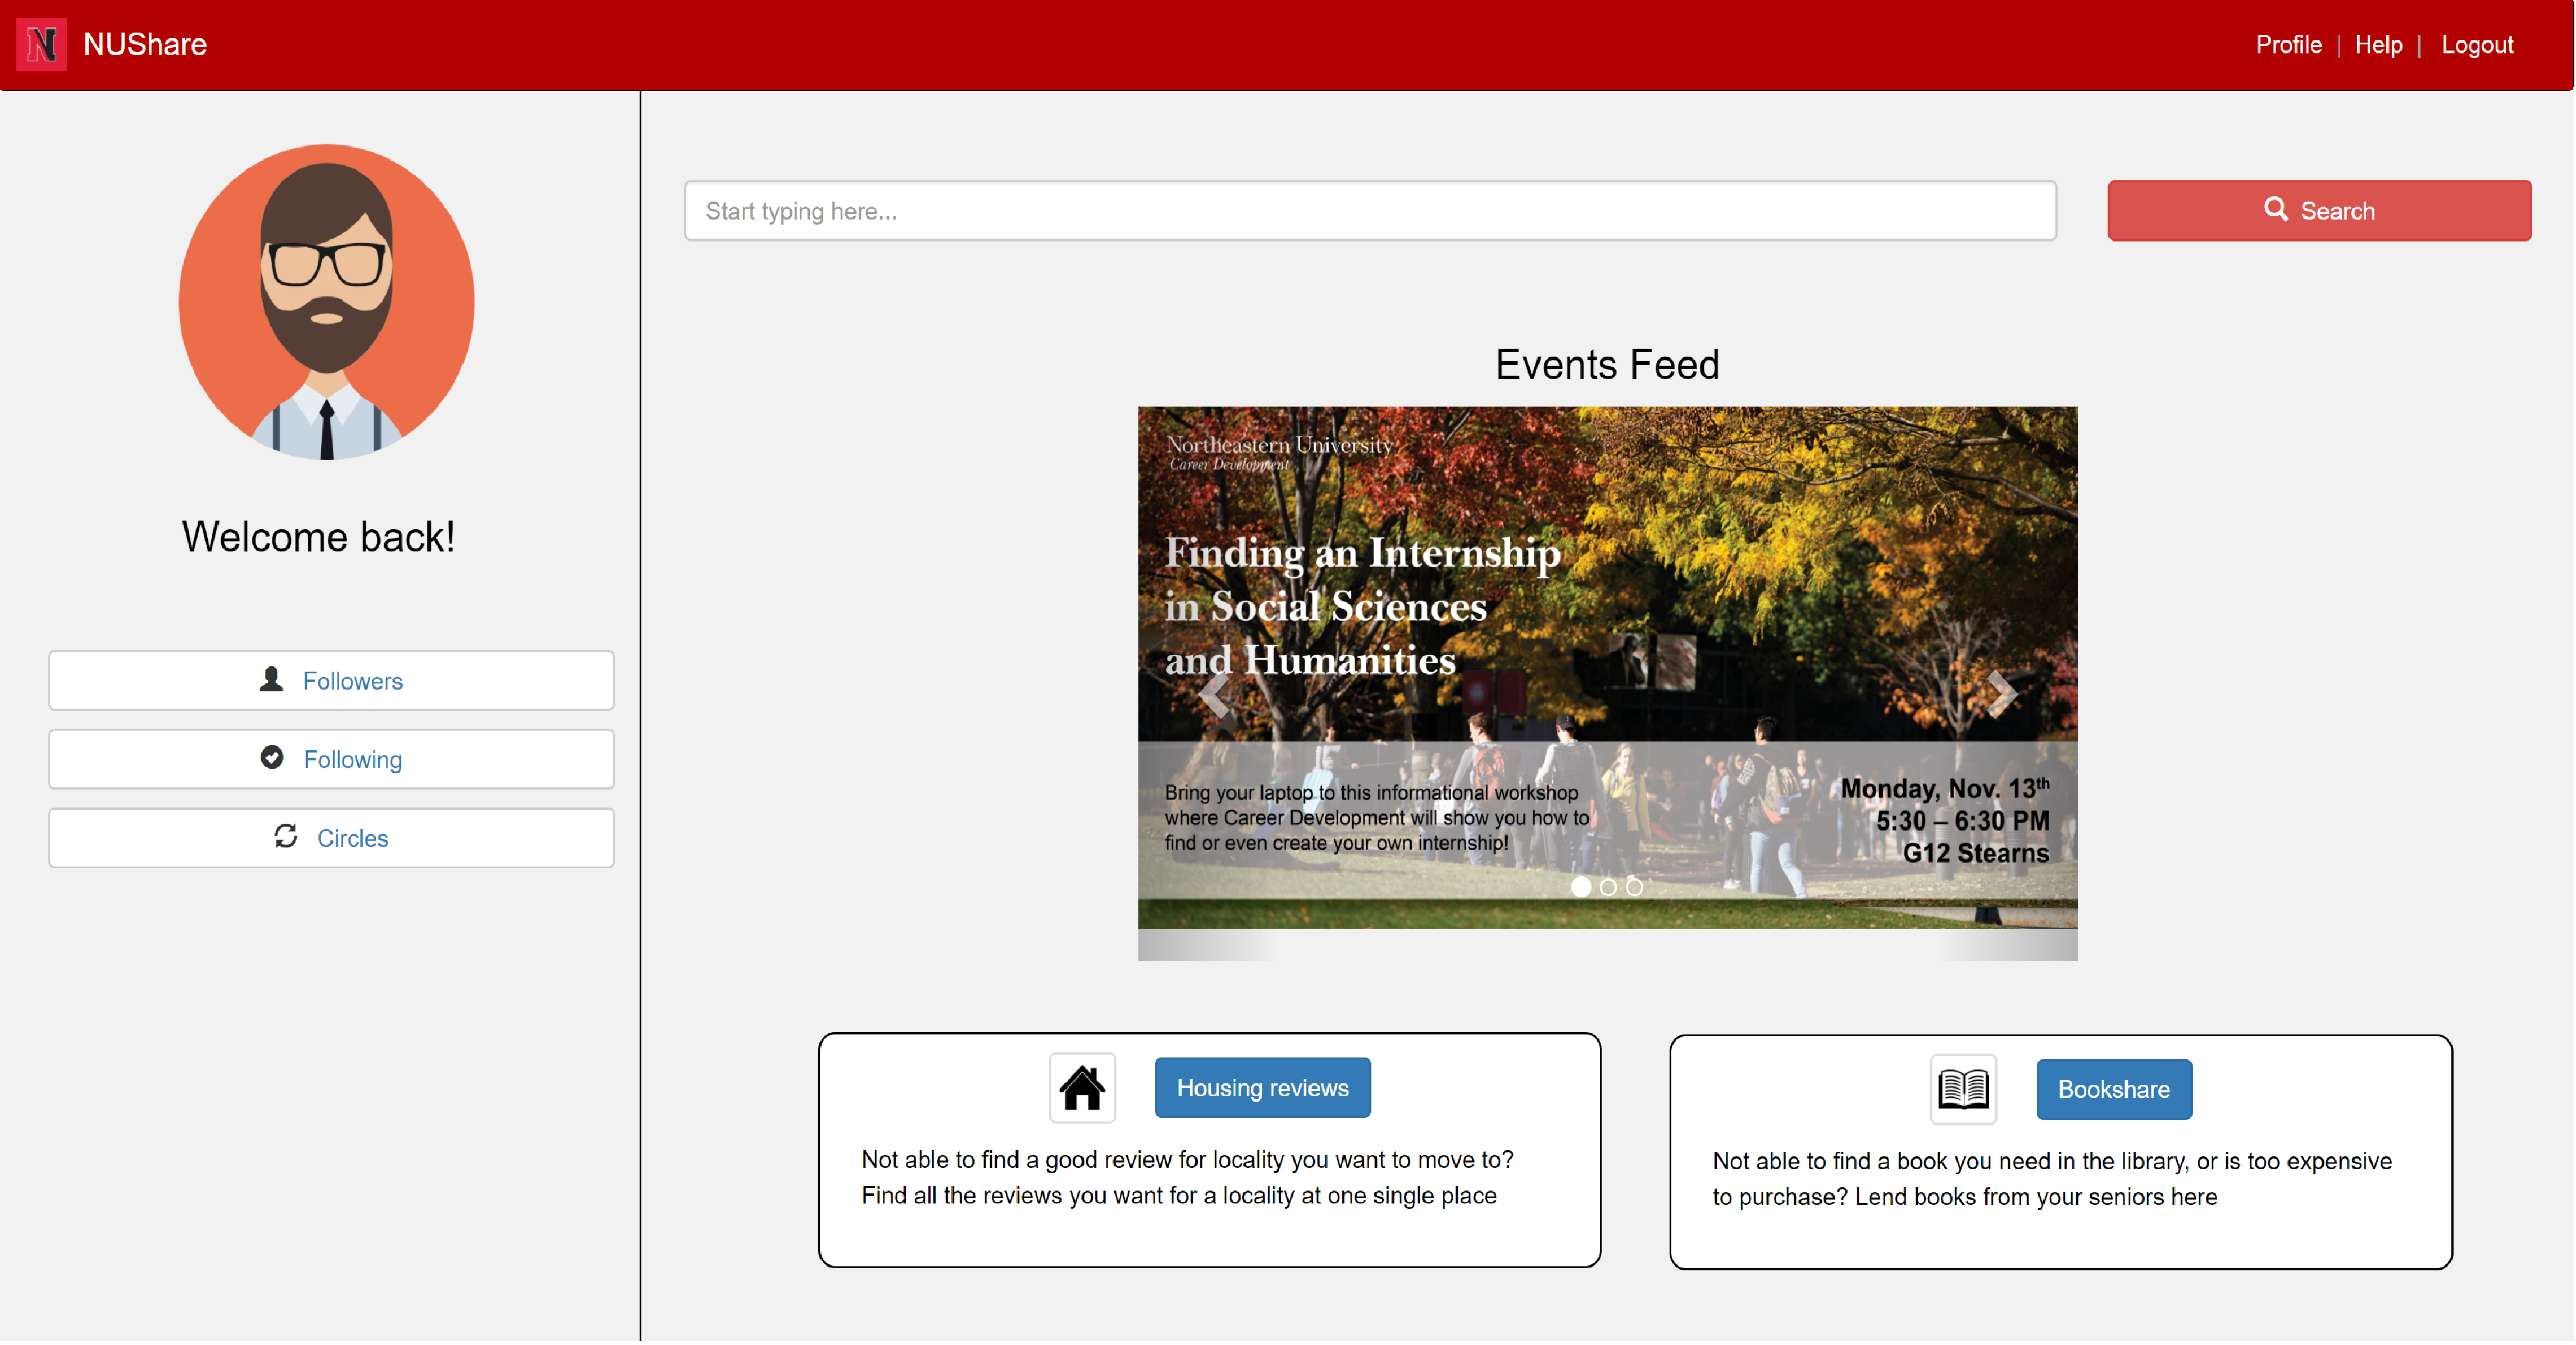 N NUShare
Profile | Help | Logout
Start typing here...
Search
Welcome back!
Followers
Following
Circles
Events Feed
Northeastern University
Career Development
Finding an Internship
in Social Sciences
and Humanities
Bring your laptop to this informational workshop
where Career Development will show you how to
find or even create your own internship!
Monday, Nov. 13th
5:30 – 6:30 PM
G12 Stearns
Housing reviews
Not able to find a good review for locality you want to move to?
Find all the reviews you want for a locality at one single place
Bookshare
Not able to find a book you need in the library, or is too expensive
to purchase? Lend books from your seniors here